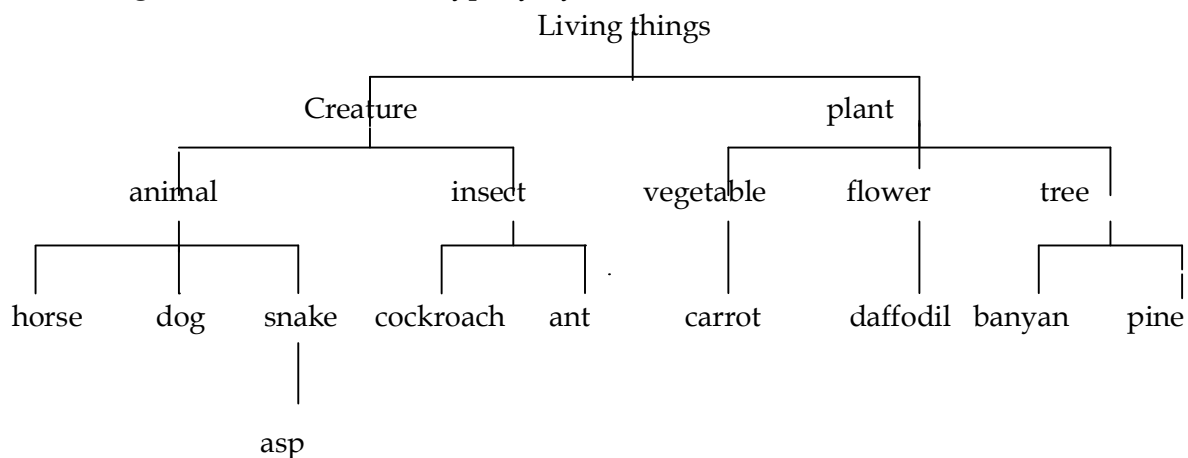 Living things
Creature plant
animal insect vegetable flower tree
horse dog snake cockroach ant carrot daffodil banyan pine
asp